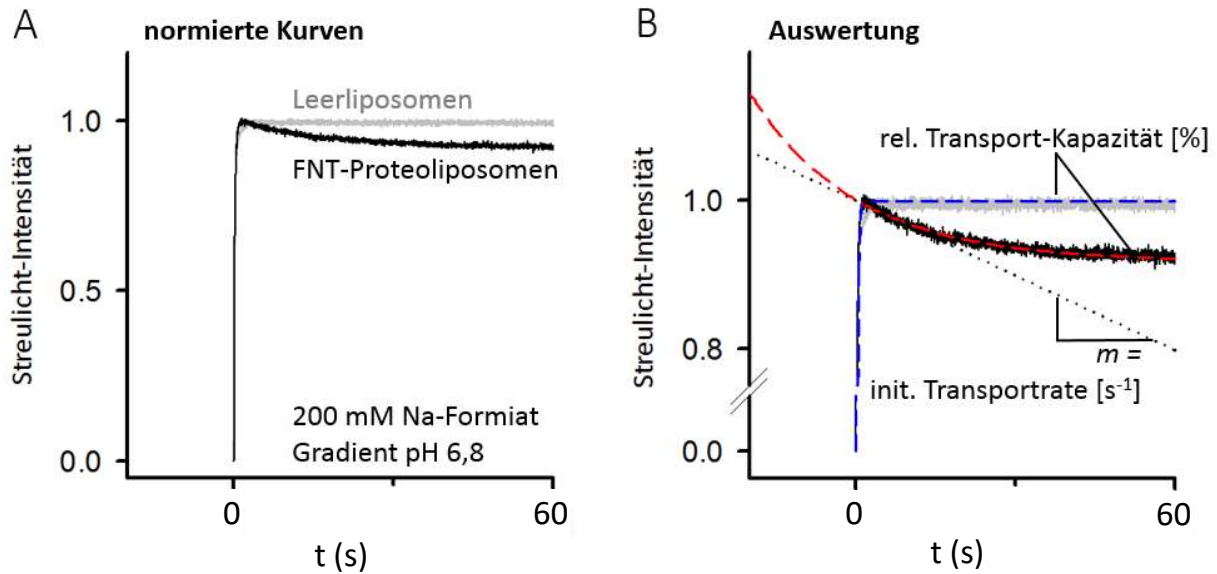 A
normierte Kurven
Streulicht-Intensität
1.0
0.5
0.0
Leerliposomen
FNT-Proteoliposomen
200 mM Na-Formiat
Gradient pH 6,8
0
60
t (s)
B
Auswertung
Streulicht-Intensität
1.0
0.8
0.0
rel. Transport-Kapazität [%]
m =
init. Transportrate [s⁻¹]
0
60
t (s)